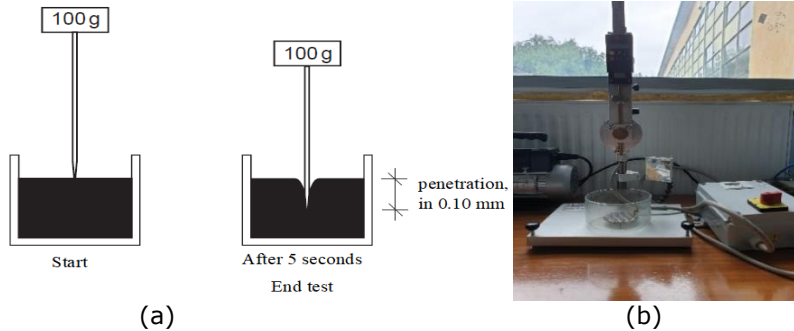 100 g
Start
100 g
After 5 seconds
End test
penetration,
in 0.10 mm
(a)
(b)